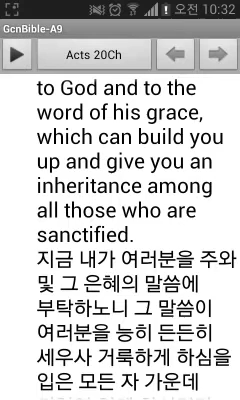 오전 10:32
GcnBible-A9
Acts 20Ch
to God and to the
word of his grace,
which can build you
up and give you an
inheritance among
all those who are
sanctified.
지금 내가 여러분을 주와
및 그 은혜의 말씀에
부탁하노니 그 말씀이
여러분을 능히 든든히
세우사 거룩하게 하심을
입은 모든 자 가운데